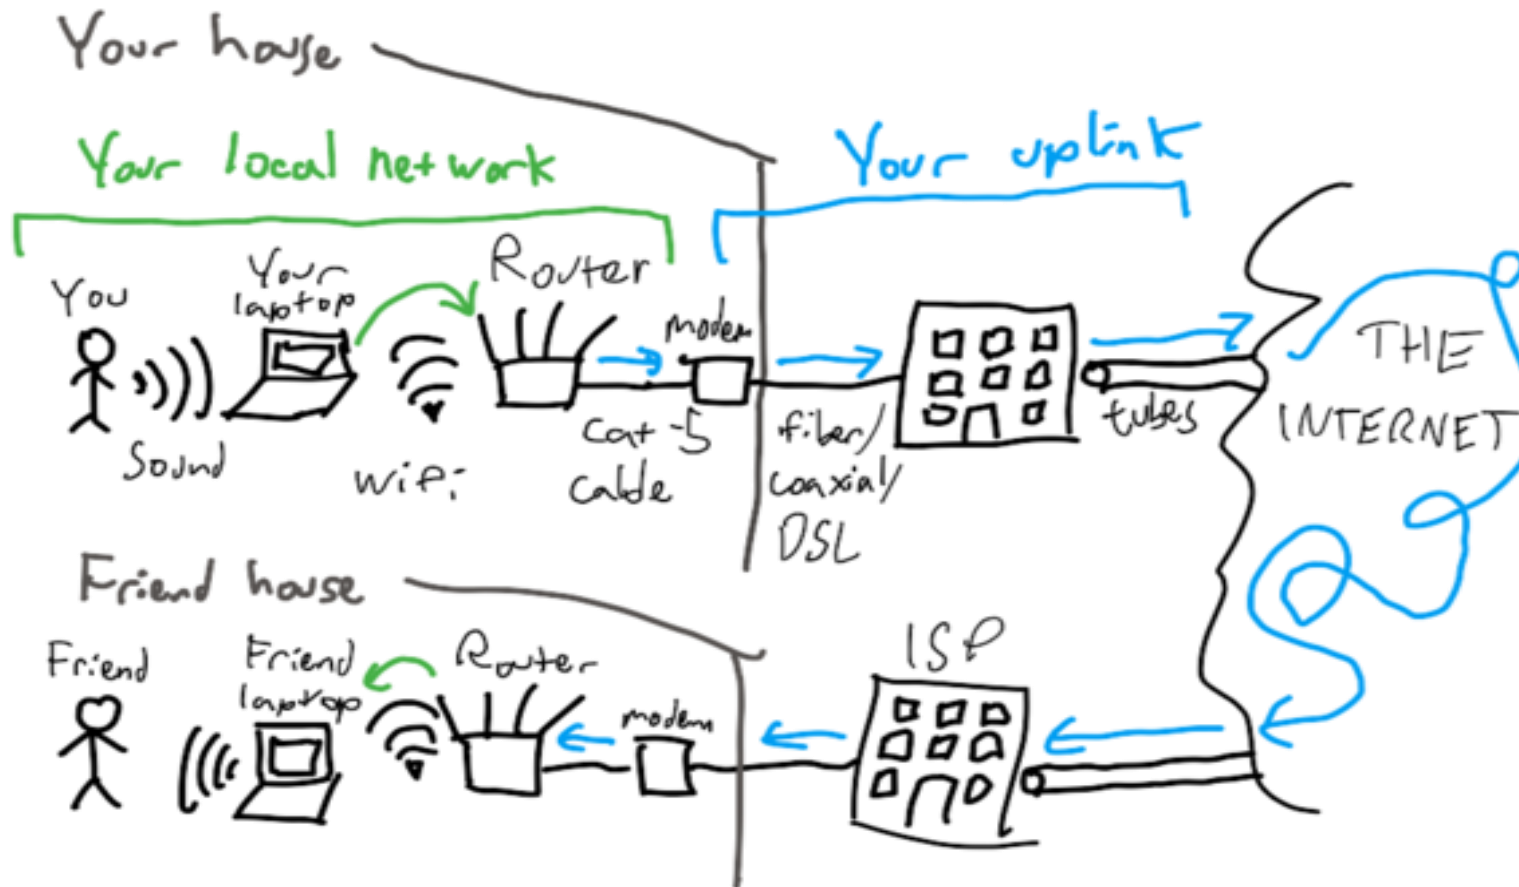 Your house
Your local network
Your uplink
You
Your
laptop
Router
modem
THE
INTERNET
Sound
wifi
cat-5
cable
fiber/
coaxial/
DSL
tubes
Friend house
Friend
Friend
laptop
Router
modem
ISP